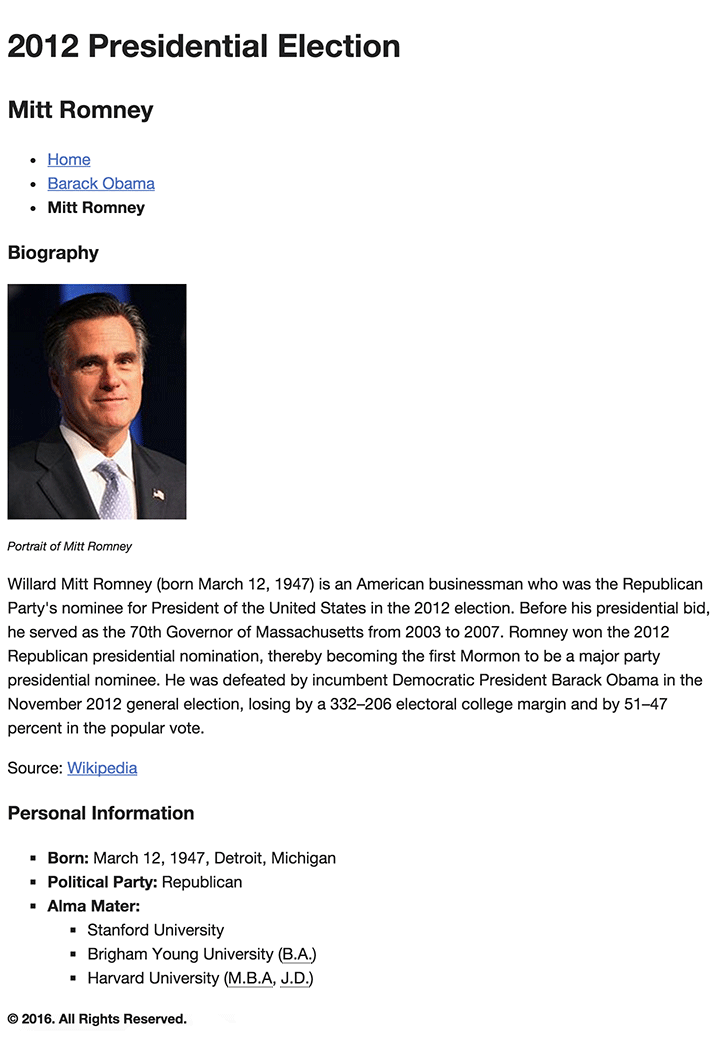 2012 Presidential Election
Mitt Romney
Home
Barack Obama
Mitt Romney
Biography
Portrait of Mitt Romney
Willard Mitt Romney (born March 12, 1947) is an American businessman who was the Republican
Party's nominee for President of the United States in the 2012 election. Before his presidential bid,
he served as the 70th Governor of Massachusetts from 2003 to 2007. Romney won the 2012
Republican presidential nomination, thereby becoming the first Mormon to be a major party
presidential nominee. He was defeated by incumbent Democratic President Barack Obama in the
November 2012 general election, losing by a 332–206 electoral college margin and by 51–47
percent in the popular vote.
Source: Wikipedia
Personal Information
Born: March 12, 1947, Detroit, Michigan
Political Party: Republican
Alma Mater:
Stanford University
Brigham Young University (B.A.)
Harvard University (M.B.A, J.D.)
© 2016. All Rights Reserved.